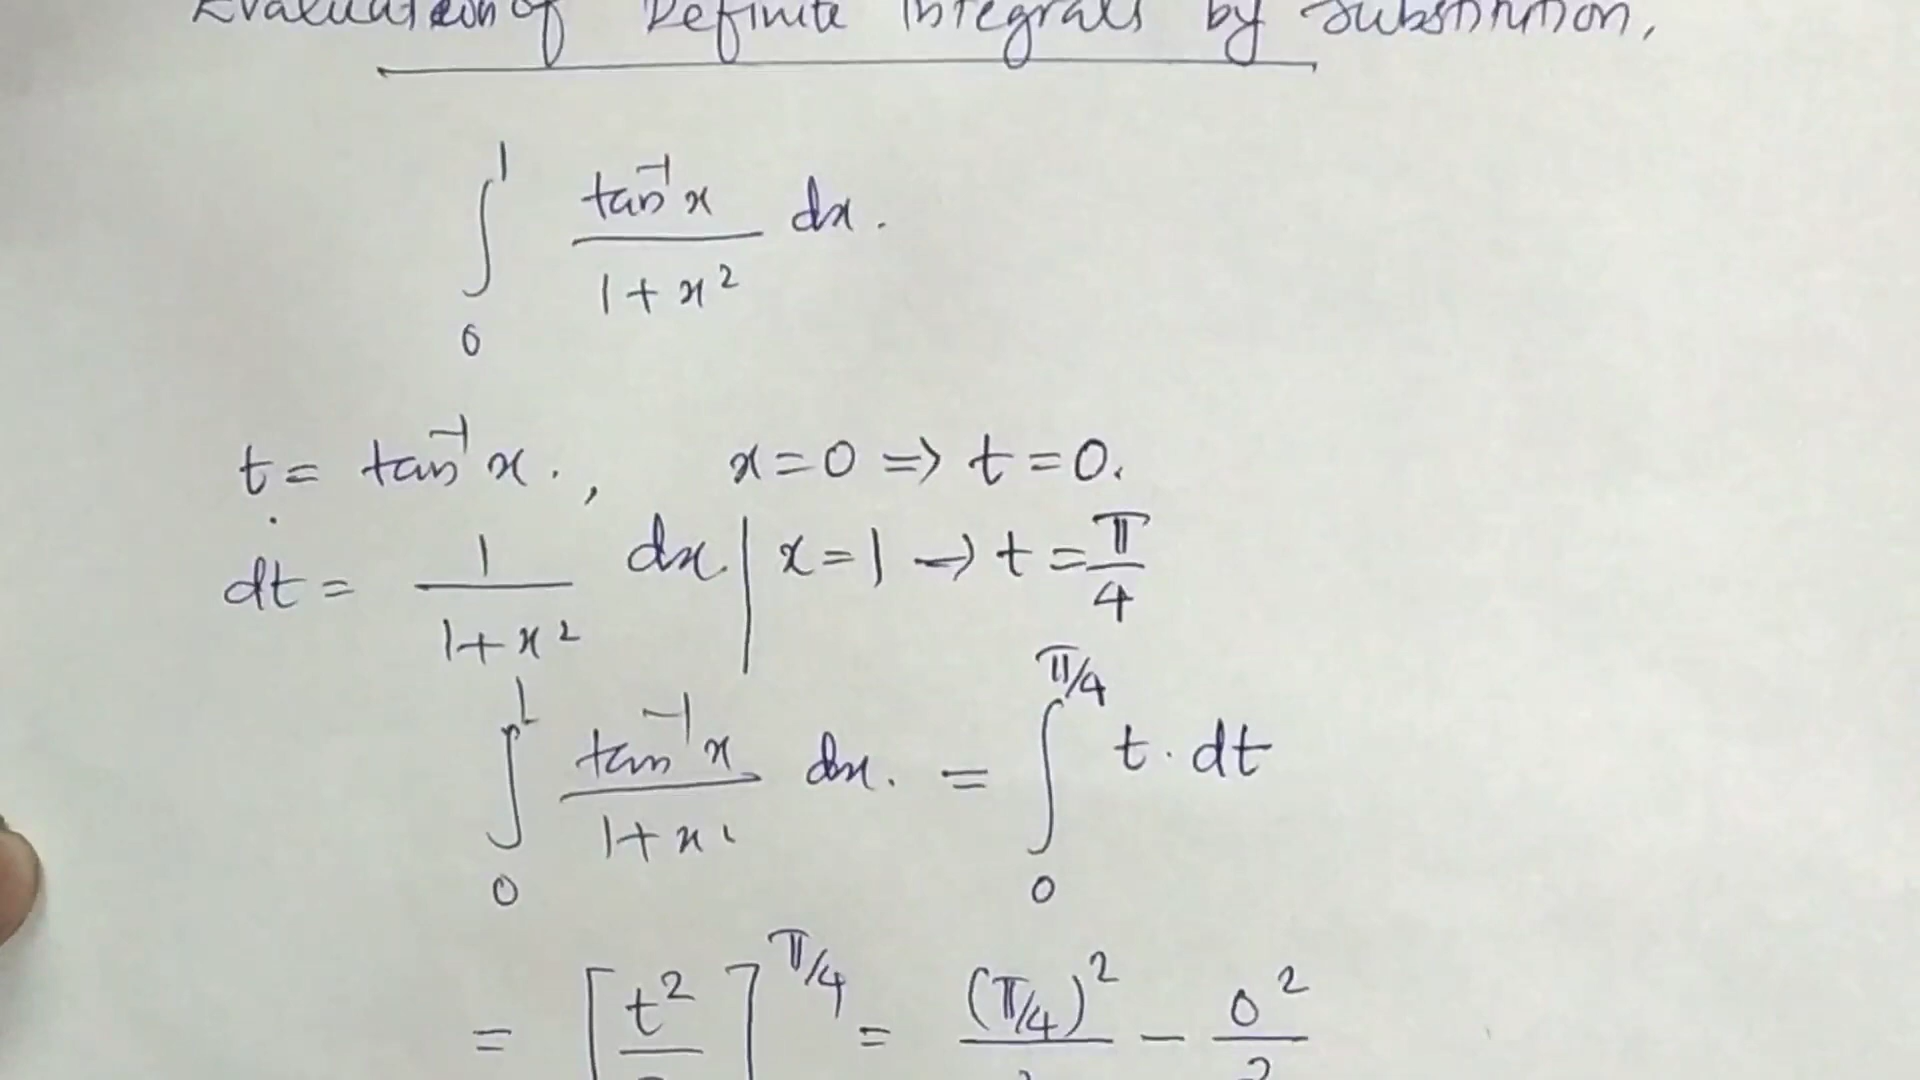 Evaluation of Definite Integrals by Substitution,
∫₀¹ tan⁻¹x / 1+x² dx.
t = tan⁻¹x., x=0 => t=0.
dt = 1 / 1+x² dx. | x=1 → t = π/4
∫₀¹ tan⁻¹x / 1+x dx. = ∫₀^π/4 t·dt
= [t²/2]^π/4 = (π/4)²/2 - 0²/2